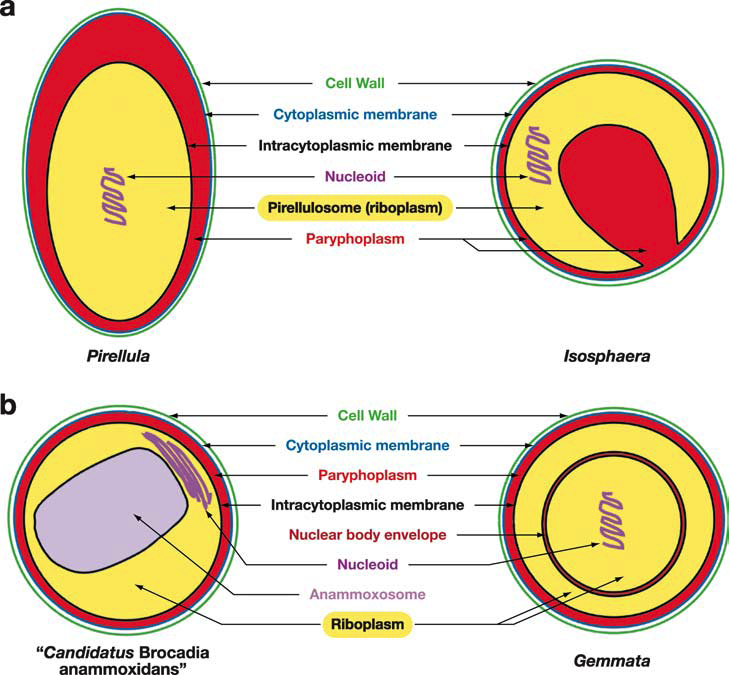 a
Cell Wall
Cytoplasmic membrane
Intracytoplasmic membrane
Nucleoid
Pirellulosome (riboplasm)
Paryphoplasm
Pirellula
Isosphaera
b
Cell Wall
Cytoplasmic membrane
Paryphoplasm
Intracytoplasmic membrane
Nuclear body envelope
Nucleoid
Anammoxosome
Riboplasm
“Candidatus Brocadia
anammoxidans”
Gemmata